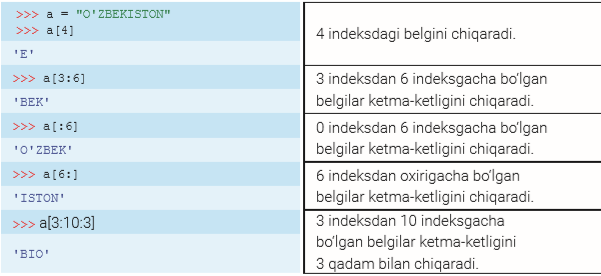 >>> a = "O'ZBEKISTON"
>>> a[4]
'E'
4 indeksdagi belgini chiqaradi.
>>> a[3:6]
'BEK'
3 indeksdan 6 indeksgacha bo‘lgan
belgilar ketma-ketligini chiqaradi.
>>> a[:6]
'O'ZBEK'
0 indeksdan 6 indeksgacha bo‘lgan
belgilar ketma-ketligini chiqaradi.
>>> a[6:]
'ISTON'
6 indeksdan oxirigacha bo‘lgan
belgilar ketma-ketligini chiqaradi.
>>> a[3:10:3]
'BIO'
3 indeksdan 10 indeksgacha
bo‘lgan belgilar ketma-ketligini
3 qadam bilan chiqaradi.